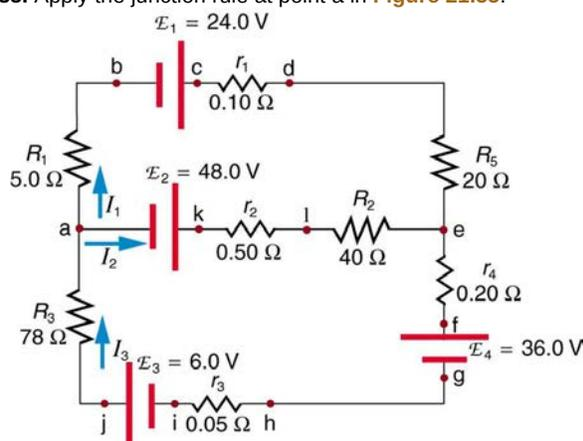 Apply the junction rule at point a in Figure 21.55.
ℰ₁ = 24.0 V
b
c
r₁
d
0.10 Ω
R₁
5.0 Ω
R₅
20 Ω
ℰ₂ = 48.0 V
I₁
a
k
r₂
l
R₂
e
I₂
0.50 Ω
40 Ω
r₄
0.20 Ω
R₃
78 Ω
f
ℰ₄ = 36.0 V
I₃
ℰ₃ = 6.0 V
r₃
g
j
i
0.05 Ω
h